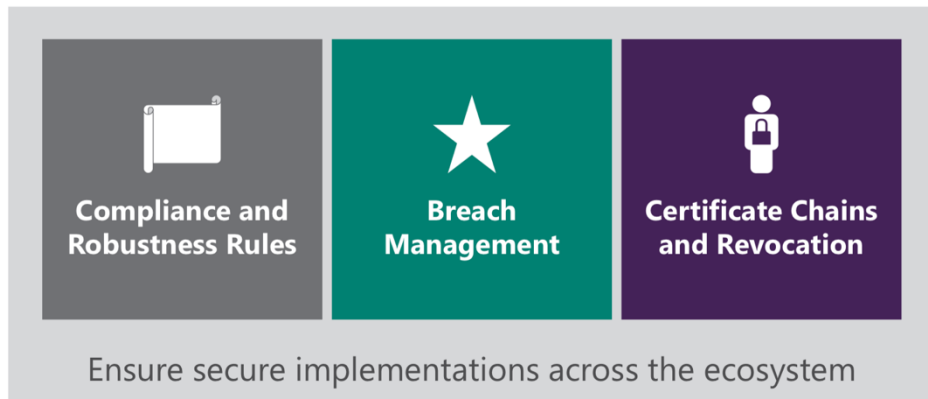 Compliance and
Robustness Rules
Breach
Management
Certificate Chains
and Revocation
Ensure secure implementations across the ecosystem